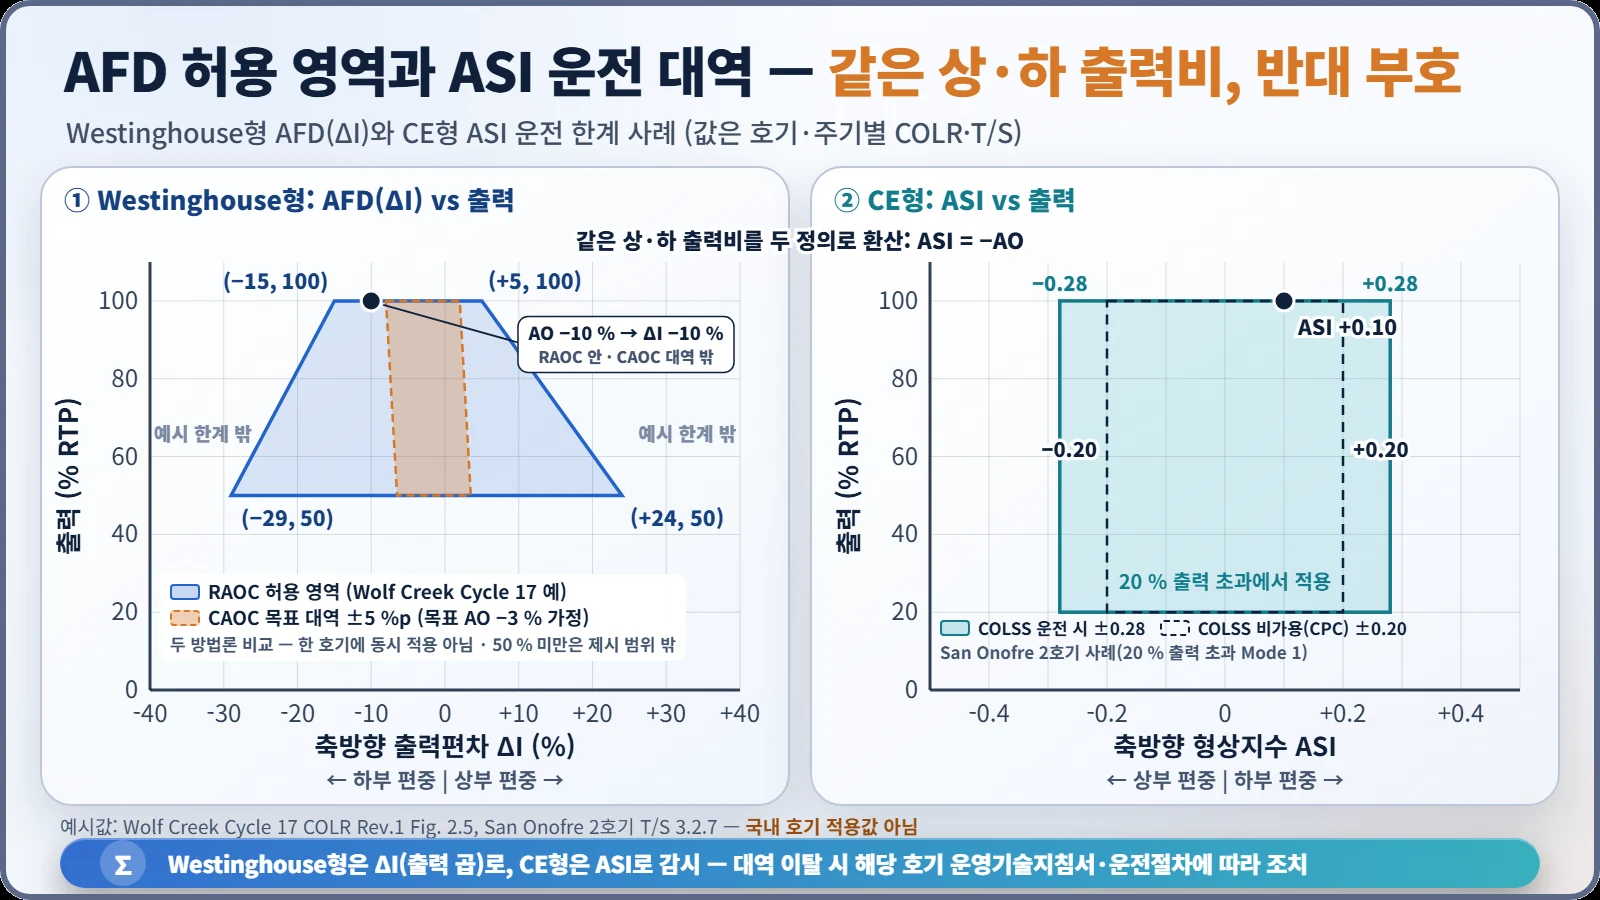 AFD 허용 영역과 ASI 운전 대역 — 같은 상·하 출력비, 반대 부호
Westinghouse형 AFD(ΔI)와 CE형 ASI 운전 한계 사례 (값은 호기·주기별 COLR·T/S)
① Westinghouse형: AFD(ΔI) vs 출력
② CE형: ASI vs 출력
같은 상·하 출력비를 두 정의로 환산: ASI = −AO
(−15, 100)
(+5, 100)
AO −10 % → ΔI −10 %
RAOC 안 · CAOC 대역 밖
예시 한계 밖
예시 한계 밖
(−29, 50)
(+24, 50)
출력 (% RTP)
100
80
60
40
20
0
RAOC 허용 영역 (Wolf Creek Cycle 17 예)
CAOC 목표 대역 ±5 %p (목표 AO −3 % 가정)
두 방법론 비교 — 한 호기에 동시 적용 아님 · 50 % 미만은 제시 범위 밖
-40 -30 -20 -10 0 +10 +20 +30 +40
축방향 출력편차 ΔI (%)
← 하부 편중 | 상부 편중 →
−0.28
+0.28
ASI +0.10
−0.20
+0.20
20 % 출력 초과에서 적용
출력 (% RTP)
100
80
60
40
20
0
COLSS 운전 시 ±0.28 COLSS 비가용(CPC) ±0.20
San Onofre 2호기 사례(20 % 출력 초과 Mode 1)
-0.4 -0.2 0 +0.2 +0.4
축방향 형상지수 ASI
← 상부 편중 | 하부 편중 →
예시값: Wolf Creek Cycle 17 COLR Rev.1 Fig. 2.5, San Onofre 2호기 T/S 3.2.7 — 국내 호기 적용값 아님
Σ Westinghouse형은 ΔI(출력 곱)로, CE형은 ASI로 감시 — 대역 이탈 시 해당 호기 운영기술지침서·운전절차에 따라 조치